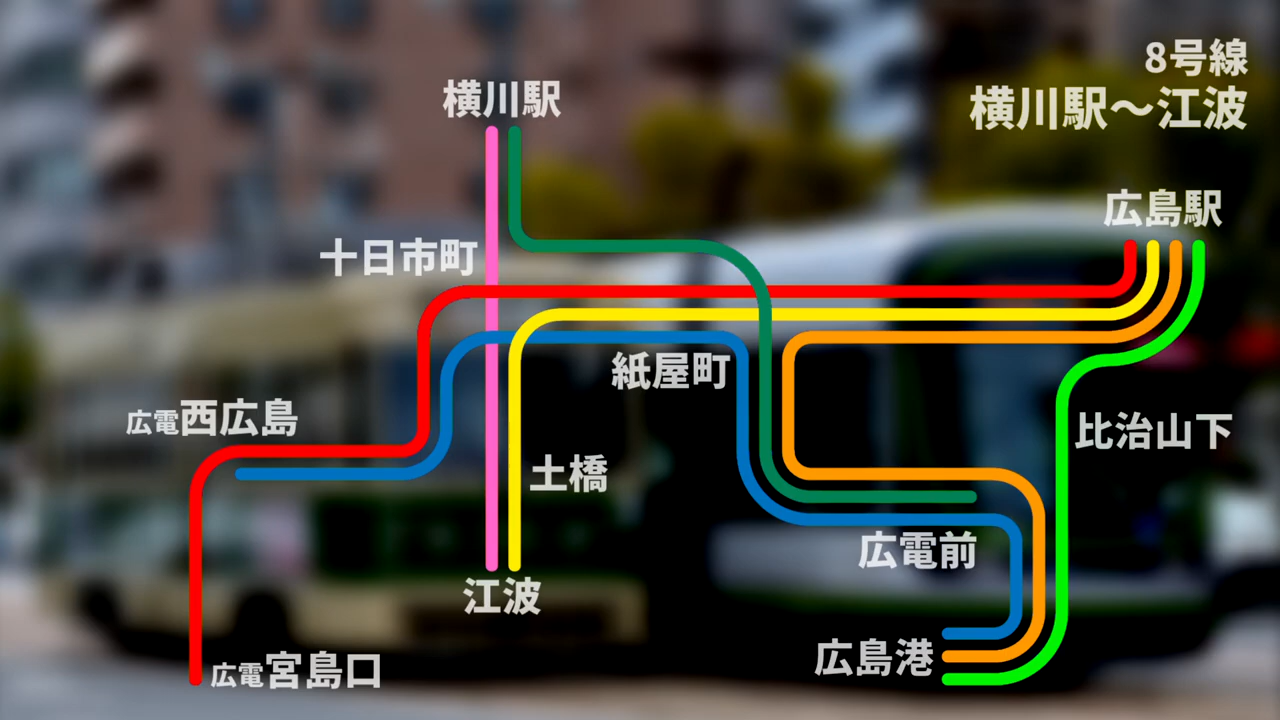 8号線
横川駅～江波
横川駅
広島駅
十日市町
紙屋町
広電西広島
比治山下
土橋
広電前
江波
広島港
広電宮島口